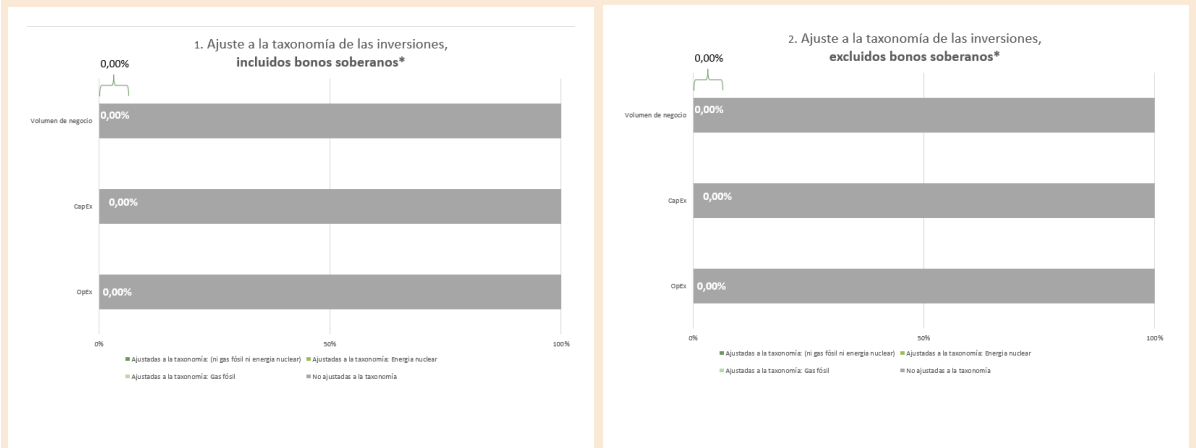 1. Ajuste a la taxonomía de las inversiones,
incluidos bonos soberanos*
0,00%
Volumen de negocio
0,00%
CapEx
0,00%
OpEx
0,00%
0%
50%
100%
Ajustadas a la taxonomía: (ni gas fósil ni energia nuclear)
Ajustadas a la taxonomía: Energia nuclear
Ajustadas a la taxonomía: Gas fósil
No ajustadas a la taxonomía
2. Ajuste a la taxonomía de las inversiones,
excluidos bonos soberanos*
0,00%
Volumen de negocio
0,00%
CapEx
0,00%
OpEx
0,00%
0%
50%
100%
Ajustadas a la taxonomía: (ni gas fósil ni energia nuclear)
Ajustadas a la taxonomía: Energia nuclear
Ajustadas a la taxonomía: Gas fósil
No ajustadas a la taxonomía